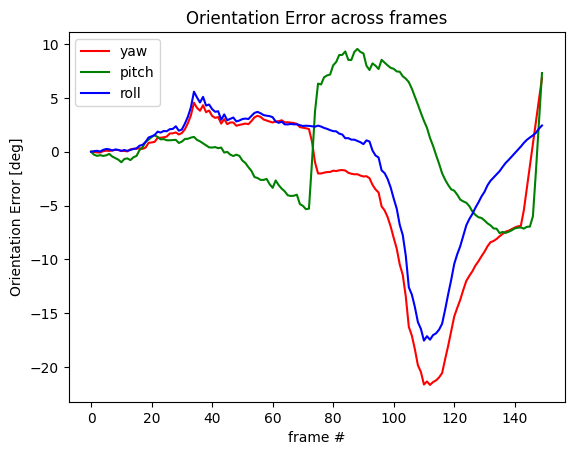 Orientation Error across frames
yaw
pitch
roll
Orientation Error [deg]
10
5
0
−5
−10
−15
−20
0 20 40 60 80 100 120 140
frame #